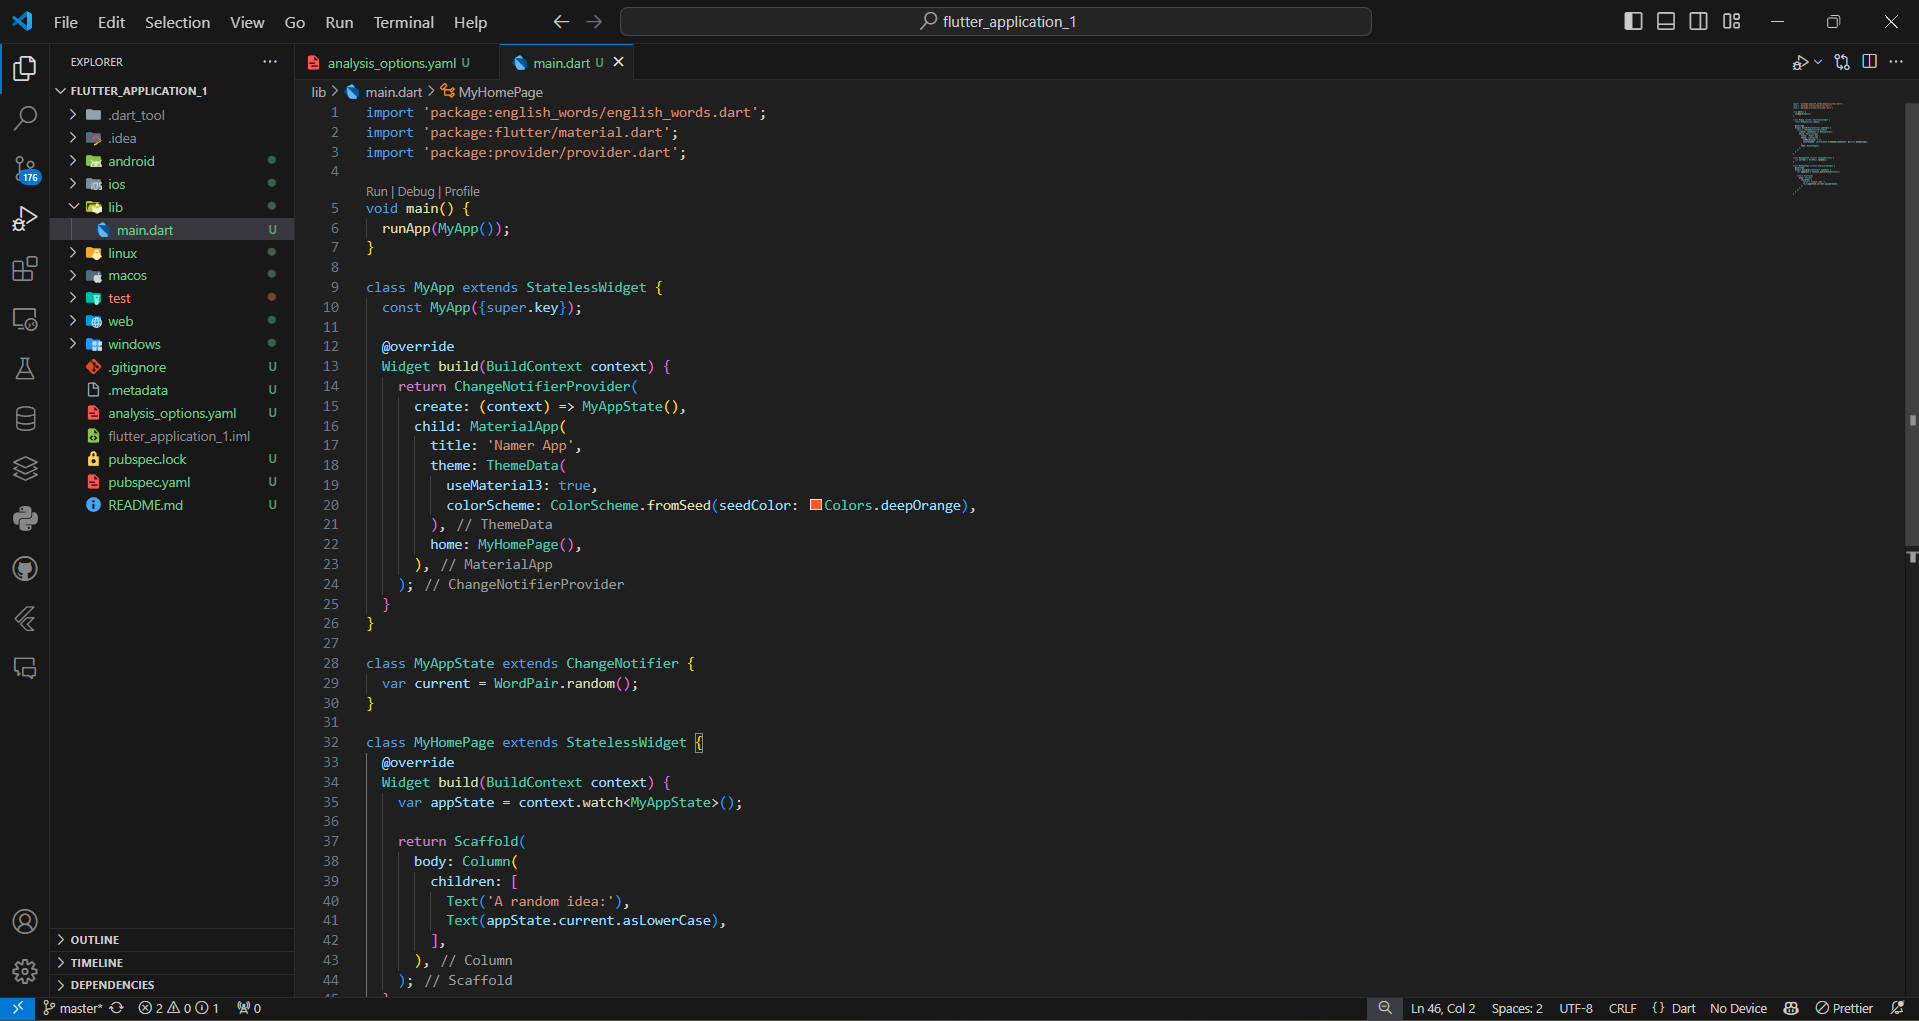 File Edit Selection View Go Run Terminal Help
flutter_application_1
EXPLORER
FLUTTER_APPLICATION_1
.dart_tool
.idea
android
ios
lib
main.dart U
linux
macos
test
web
windows
.gitignore U
.metadata U
analysis_options.yaml U
flutter_application_1.iml
pubspec.lock U
pubspec.yaml U
README.md U
OUTLINE
TIMELINE
DEPENDENCIES
176
analysis_options.yaml U
main.dart U
lib > main.dart > MyHomePage
1 import 'package:english_words/english_words.dart';
2 import 'package:flutter/material.dart';
3 import 'package:provider/provider.dart';
4
Run | Debug | Profile
5 void main() {
6 runApp(MyApp());
7 }
8
9 class MyApp extends StatelessWidget {
10 const MyApp({super.key});
11
12 @override
13 Widget build(BuildContext context) {
14 return ChangeNotifierProvider(
15 create: (context) => MyAppState(),
16 child: MaterialApp(
17 title: 'Namer App',
18 theme: ThemeData(
19 useMaterial3: true,
20 colorScheme: ColorScheme.fromSeed(seedColor: Colors.deepOrange),
21 ), // ThemeData
22 home: MyHomePage(),
23 ), // MaterialApp
24 ); // ChangeNotifierProvider
25 }
26 }
27
28 class MyAppState extends ChangeNotifier {
29 var current = WordPair.random();
30 }
31
32 class MyHomePage extends StatelessWidget {
33 @override
34 Widget build(BuildContext context) {
35 var appState = context.watch<MyAppState>();
36
37 return Scaffold(
38 body: Column(
39 children: [
40 Text('A random idea:'),
41 Text(appState.current.asLowerCase),
42 ],
43 ), // Column
44 ); // Scaffold
master* 2 0 1 0
Ln 46, Col 2 Spaces: 2 UTF-8 CRLF {} Dart No Device Prettier